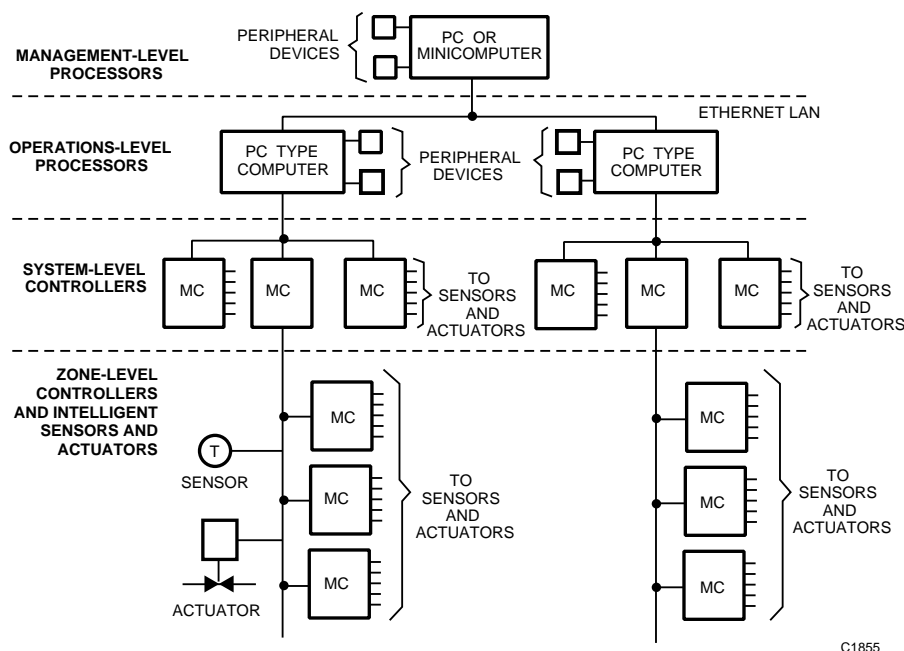 PERIPHERAL
DEVICES
PC OR
MINICOMPUTER
MANAGEMENT-LEVEL
PROCESSORS
ETHERNET LAN
OPERATIONS-LEVEL
PROCESSORS
PC TYPE
COMPUTER
PERIPHERAL
DEVICES
PC TYPE
COMPUTER
SYSTEM-LEVEL
CONTROLLERS
MC
MC
MC
TO
SENSORS
AND
ACTUATORS
MC
MC
MC
TO
SENSORS
AND
ACTUATORS
ZONE-LEVEL
CONTROLLERS
AND INTELLIGENT
SENSORS AND
ACTUATORS
T
SENSOR
ACTUATOR
MC
MC
MC
TO
SENSORS
AND
ACTUATORS
MC
MC
MC
TO
SENSORS
AND
ACTUATORS
C1855